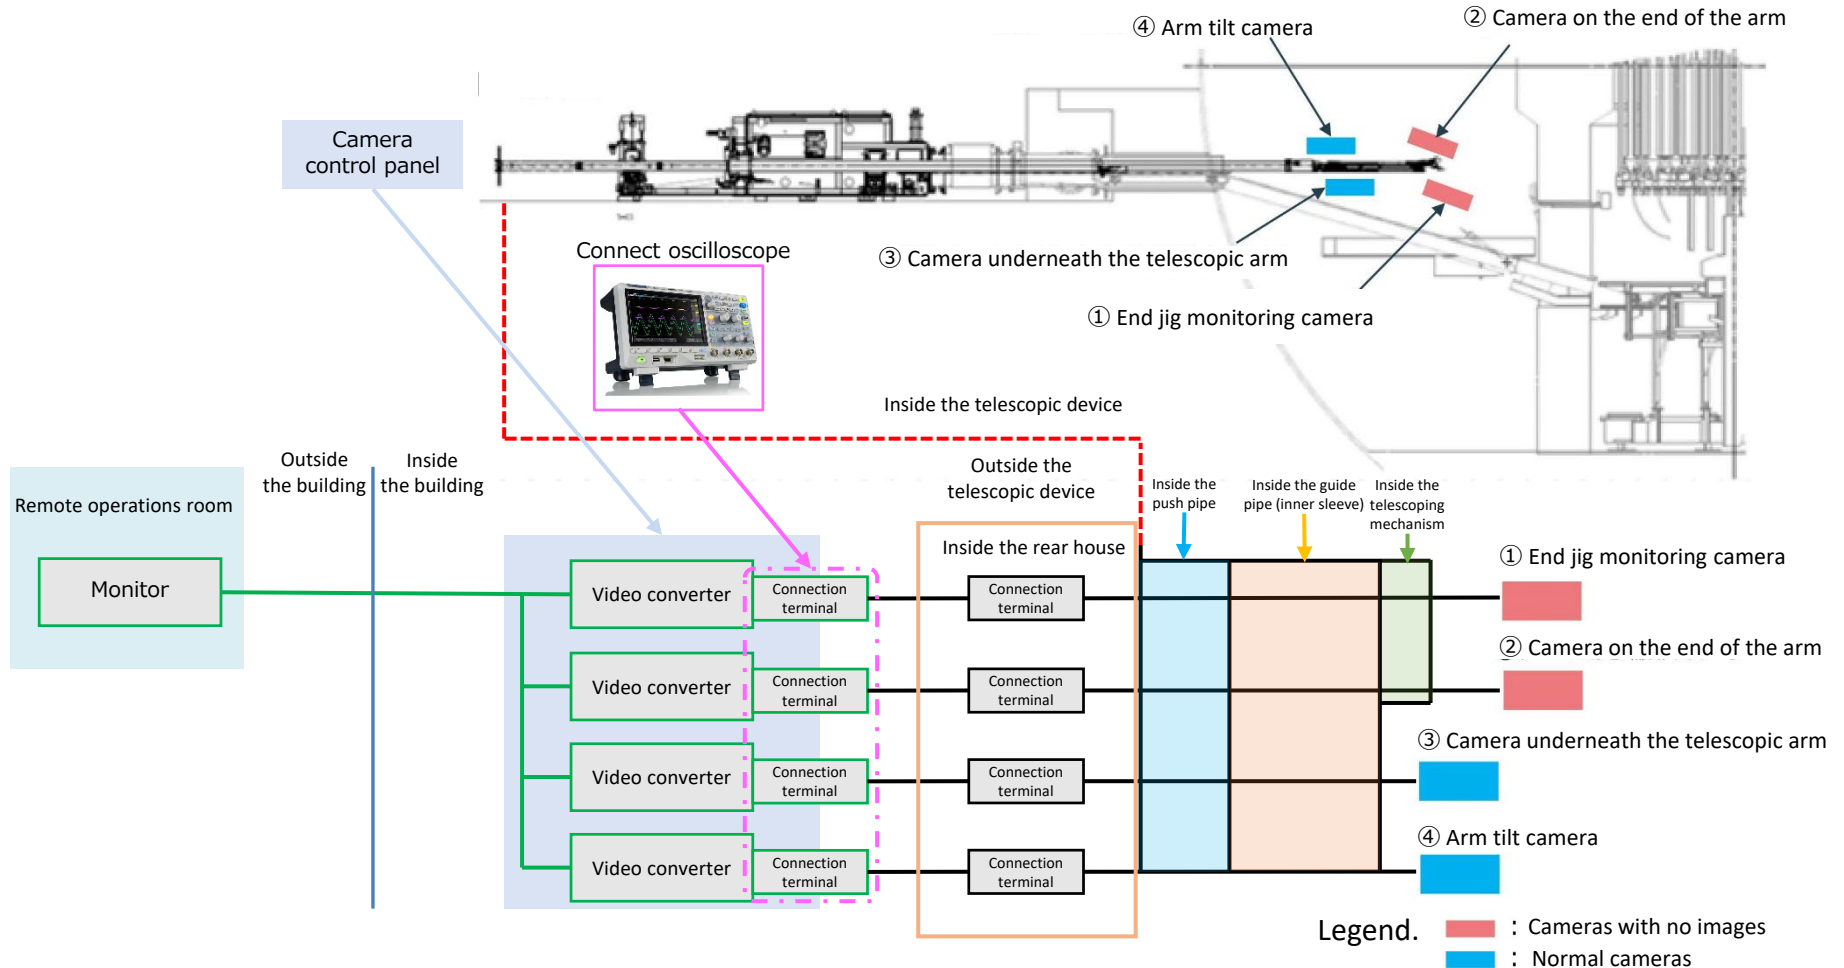 ② Camera on the end of the arm
④ Arm tilt camera
Camera
control panel
Connect oscilloscope
③ Camera underneath the telescopic arm
① End jig monitoring camera
Inside the telescopic device
Outside
the building
Inside
the building
Outside the
telescopic device
Inside the
push pipe
Inside the guide
pipe (inner sleeve)
Inside the
telescoping
mechanism
Remote operations room
Monitor
Inside the rear house
Video converter
Connection
terminal
Connection
terminal
① End jig monitoring camera
Video converter
Connection
terminal
Connection
terminal
② Camera on the end of the arm
Video converter
Connection
terminal
Connection
terminal
③ Camera underneath the telescopic arm
Video converter
Connection
terminal
Connection
terminal
④ Arm tilt camera
Legend.
: Cameras with no images
: Normal cameras